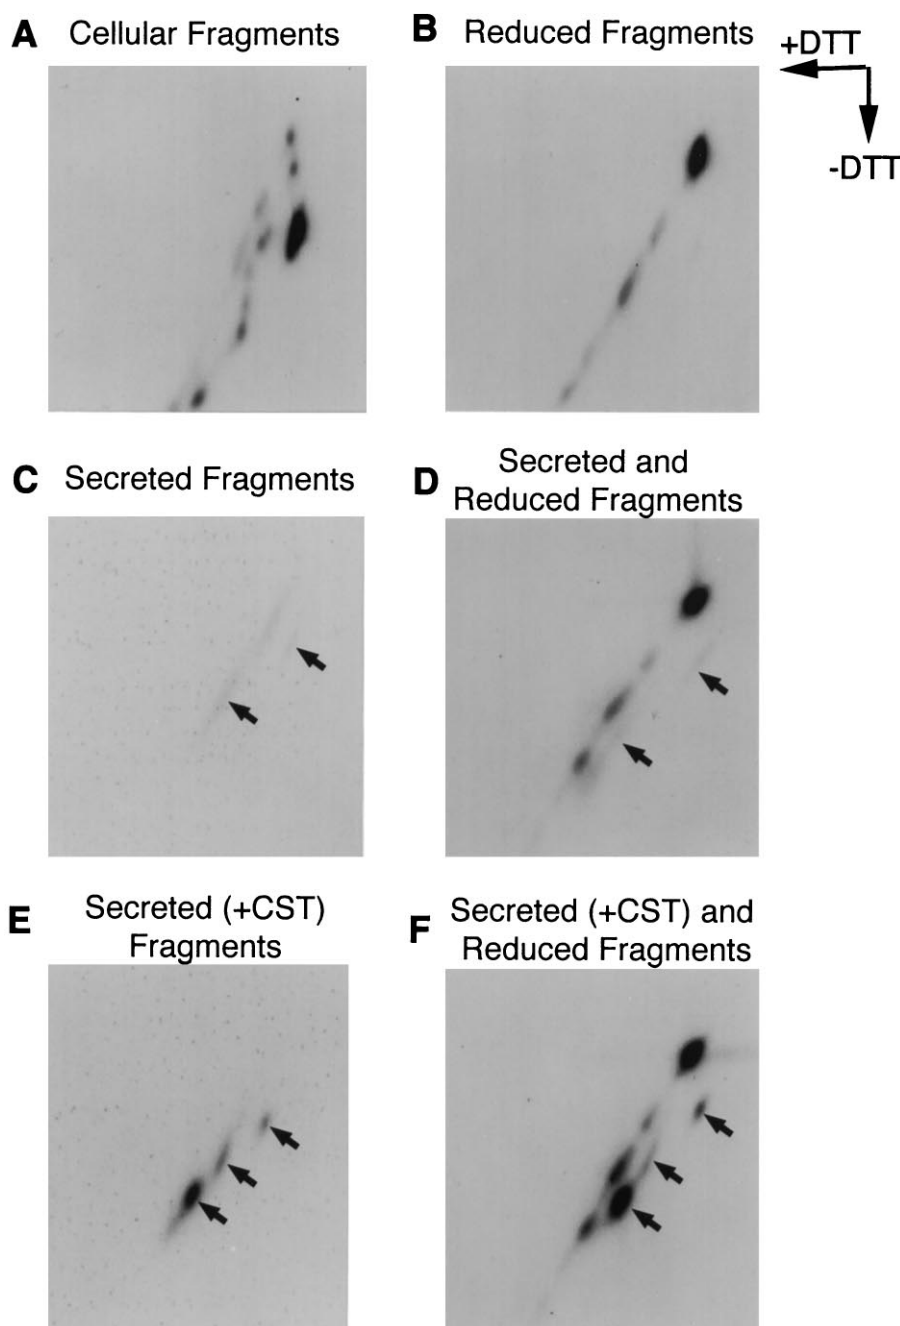 A Cellular Fragments
B Reduced Fragments
+DTT
-DTT
C Secreted Fragments
D Secreted and
Reduced Fragments
E Secreted (+CST)
Fragments
F Secreted (+CST) and
Reduced Fragments